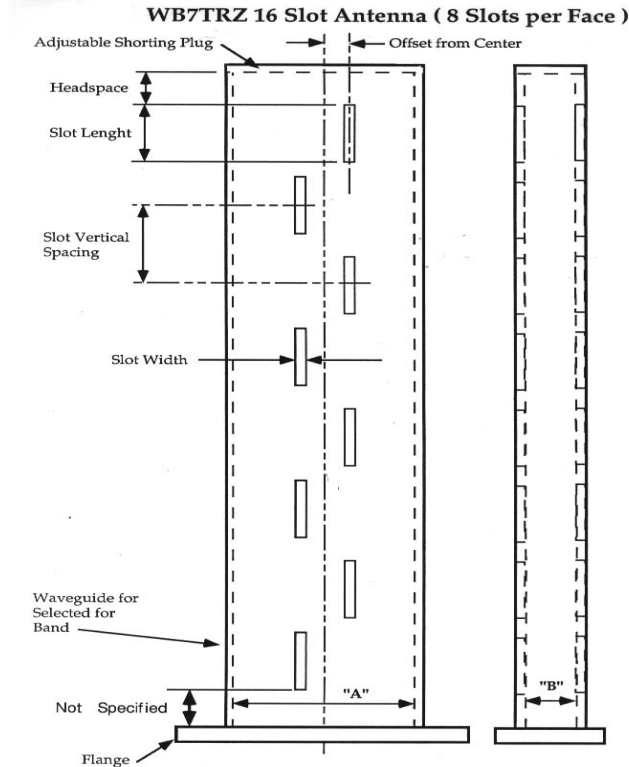 WB7TRZ 16 Slot Antenna ( 8 Slots per Face )
Adjustable Shorting Plug
Offset from Center
Headspace
Slot Lenght
Slot Vertical
Spacing
Slot Width
Waveguide for
Selected for
Band
"A"
"B"
Not Specified
Flange